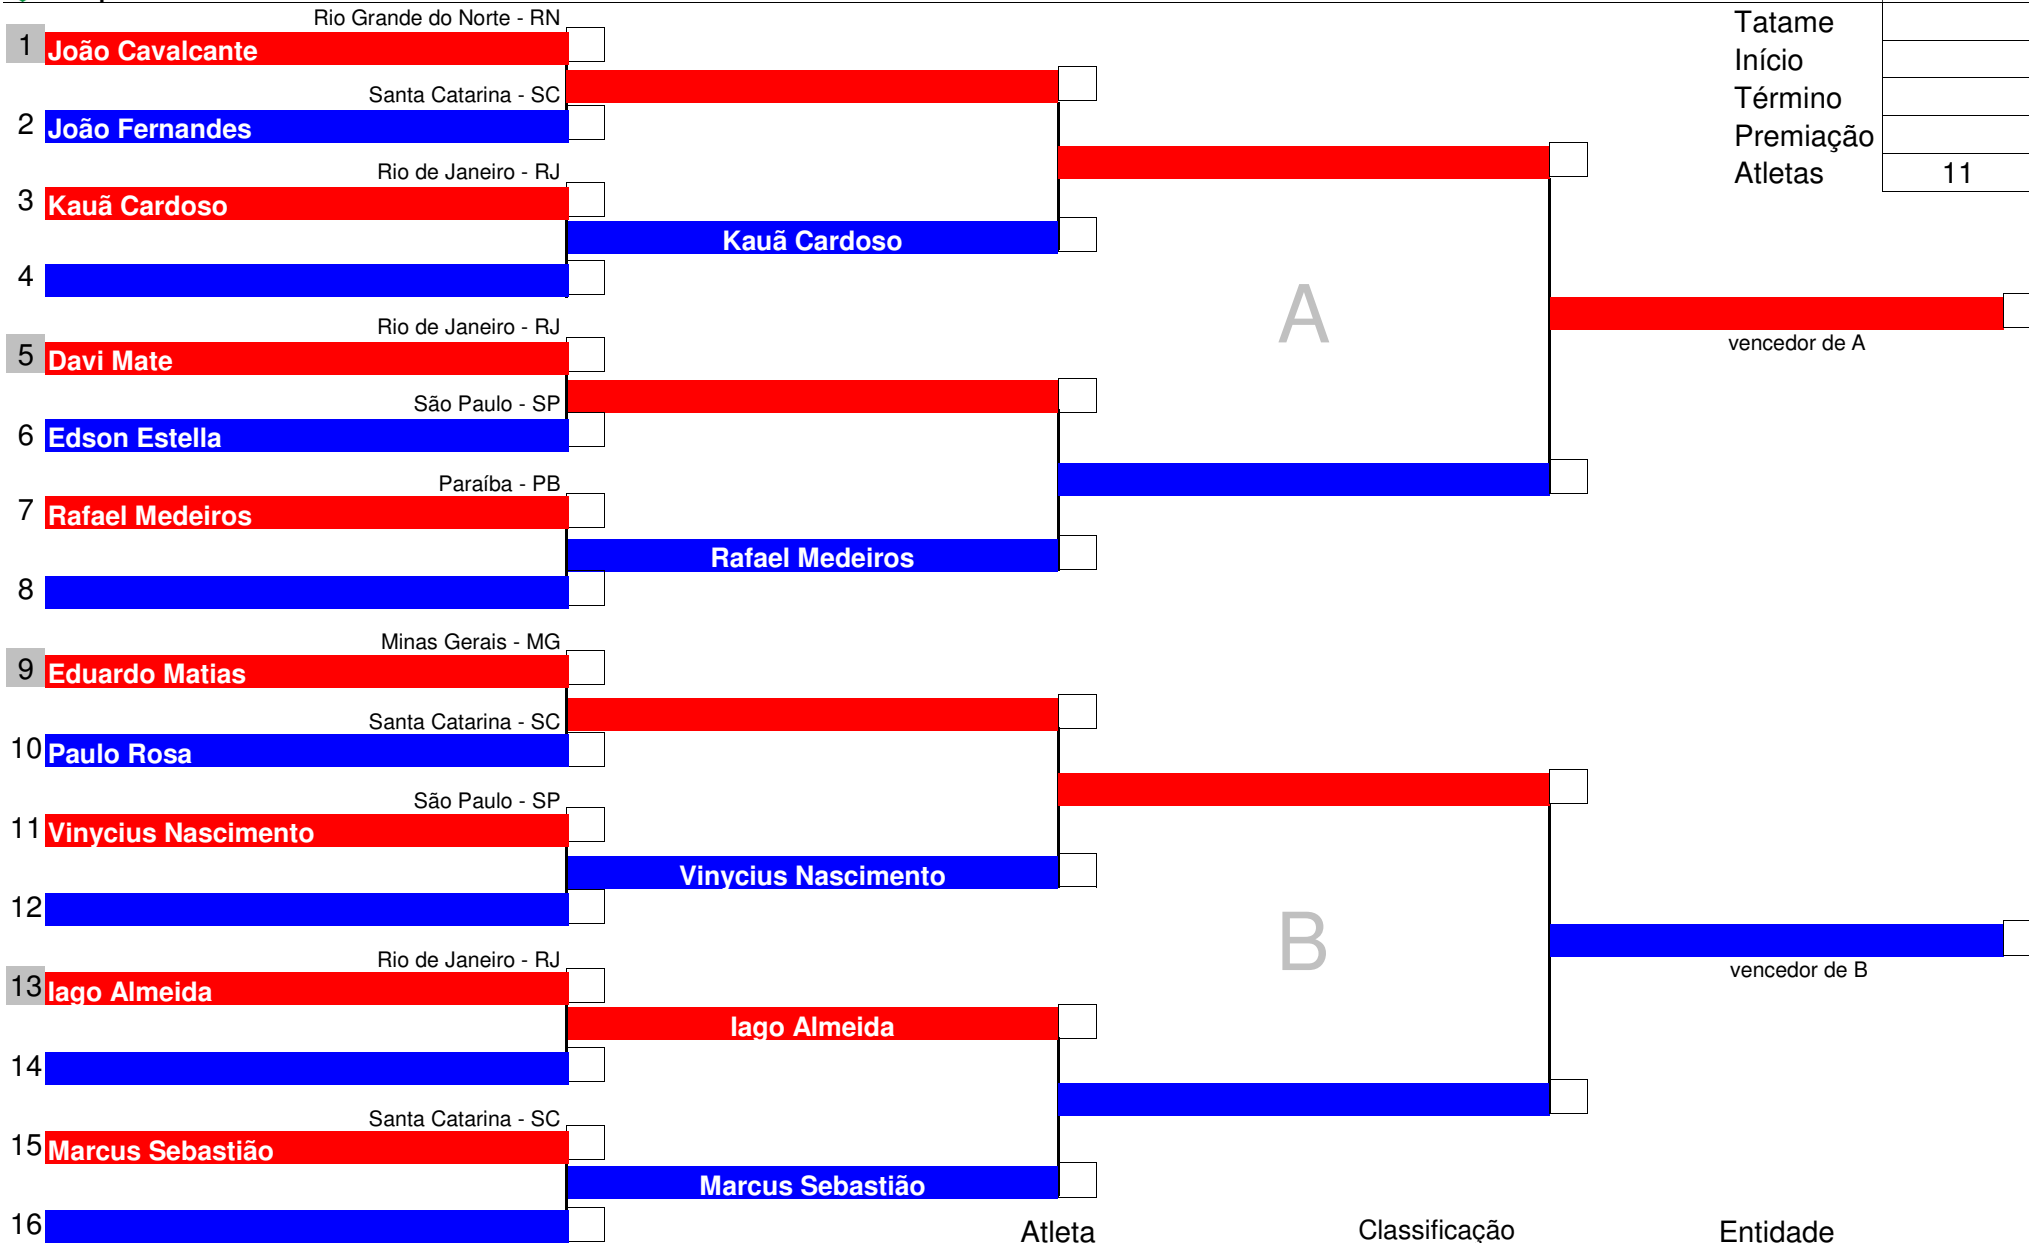 Rio Grande do Norte - RN
1 João Cavalcante
Santa Catarina - SC
2 João Fernandes
Rio de Janeiro - RJ
3 Kauã Cardoso
Kauã Cardoso
4
Rio de Janeiro - RJ
5 Davi Mate
São Paulo - SP
6 Edson Estella
Paraíba - PB
7 Rafael Medeiros
Rafael Medeiros
8
Minas Gerais - MG
9 Eduardo Matias
Santa Catarina - SC
10 Paulo Rosa
São Paulo - SP
11 Vinycius Nascimento
Vinycius Nascimento
12
Rio de Janeiro - RJ
13 Iago Almeida
Iago Almeida
14
Santa Catarina - SC
15 Marcus Sebastião
Marcus Sebastião
16
A
B
vencedor de A
vencedor de B
Tatame
Início
Término
Premiação
Atletas 11
Atleta Classificação Entidade